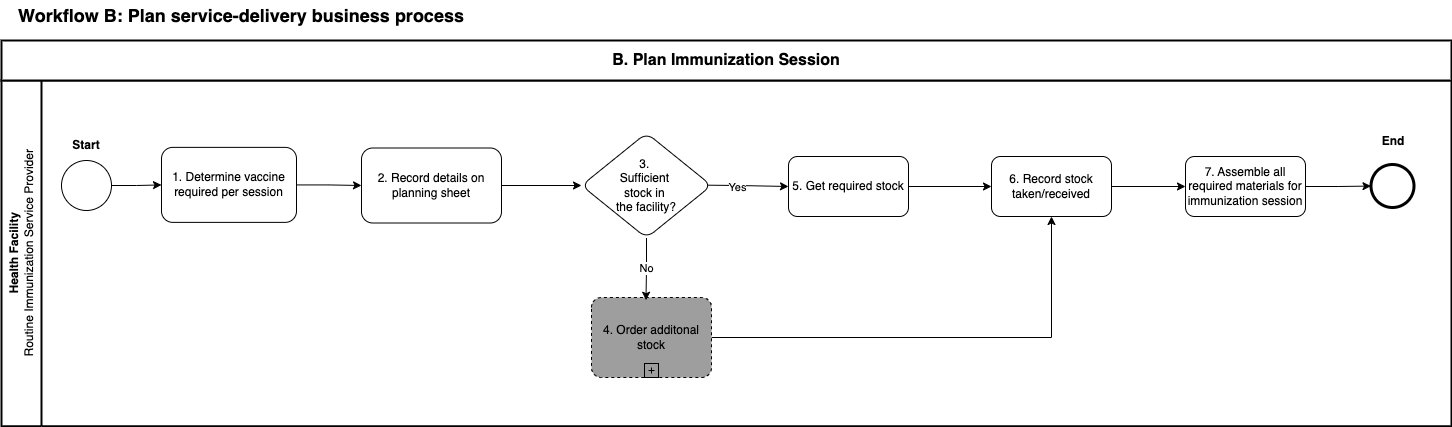 Workflow B: Plan service-delivery business process
B. Plan Immunization Session
Health Facility
Routine Immunization Service Provider
Start
1. Determine vaccine
required per session
2. Record details on
planning sheet
3.
Sufficient
stock in
the facility?
Yes
No
4. Order additonal
stock
+
5. Get required stock
6. Record stock
taken/received
7. Assemble all
required materials for
immunization session
End